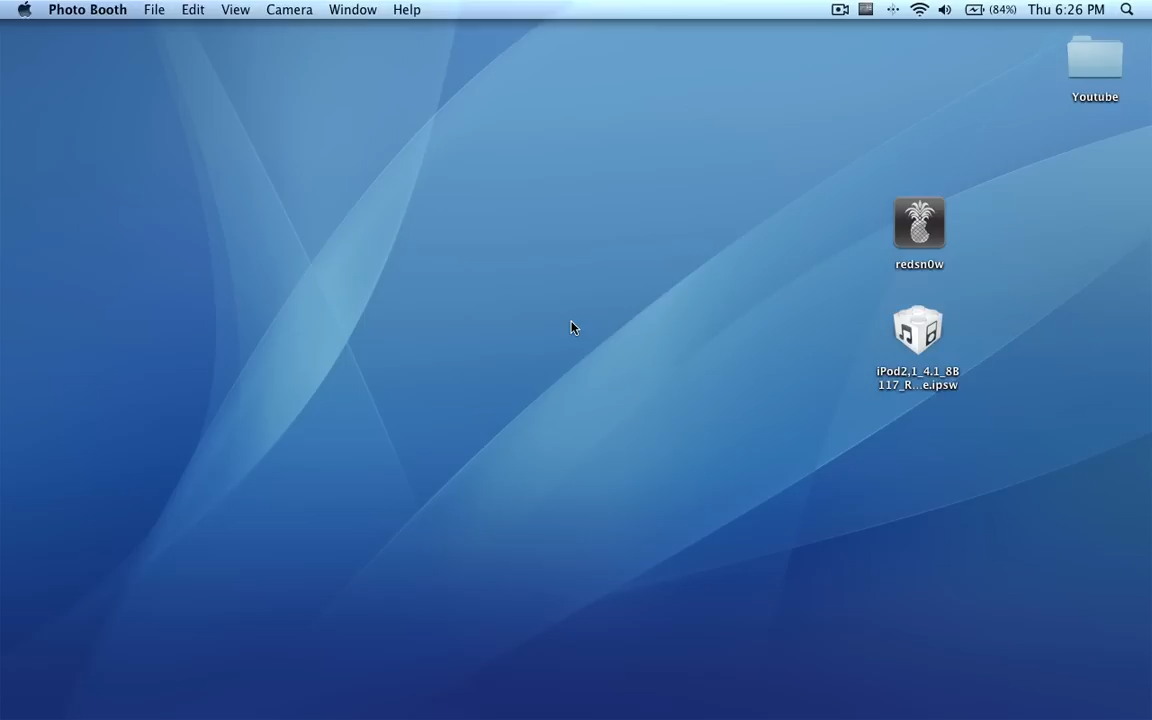 Photo Booth File Edit View Camera Window Help (84%) Thu 6:26 PM
Youtube
redsn0w
iPod2,1_4.1_8B
117_R...e.ipsw